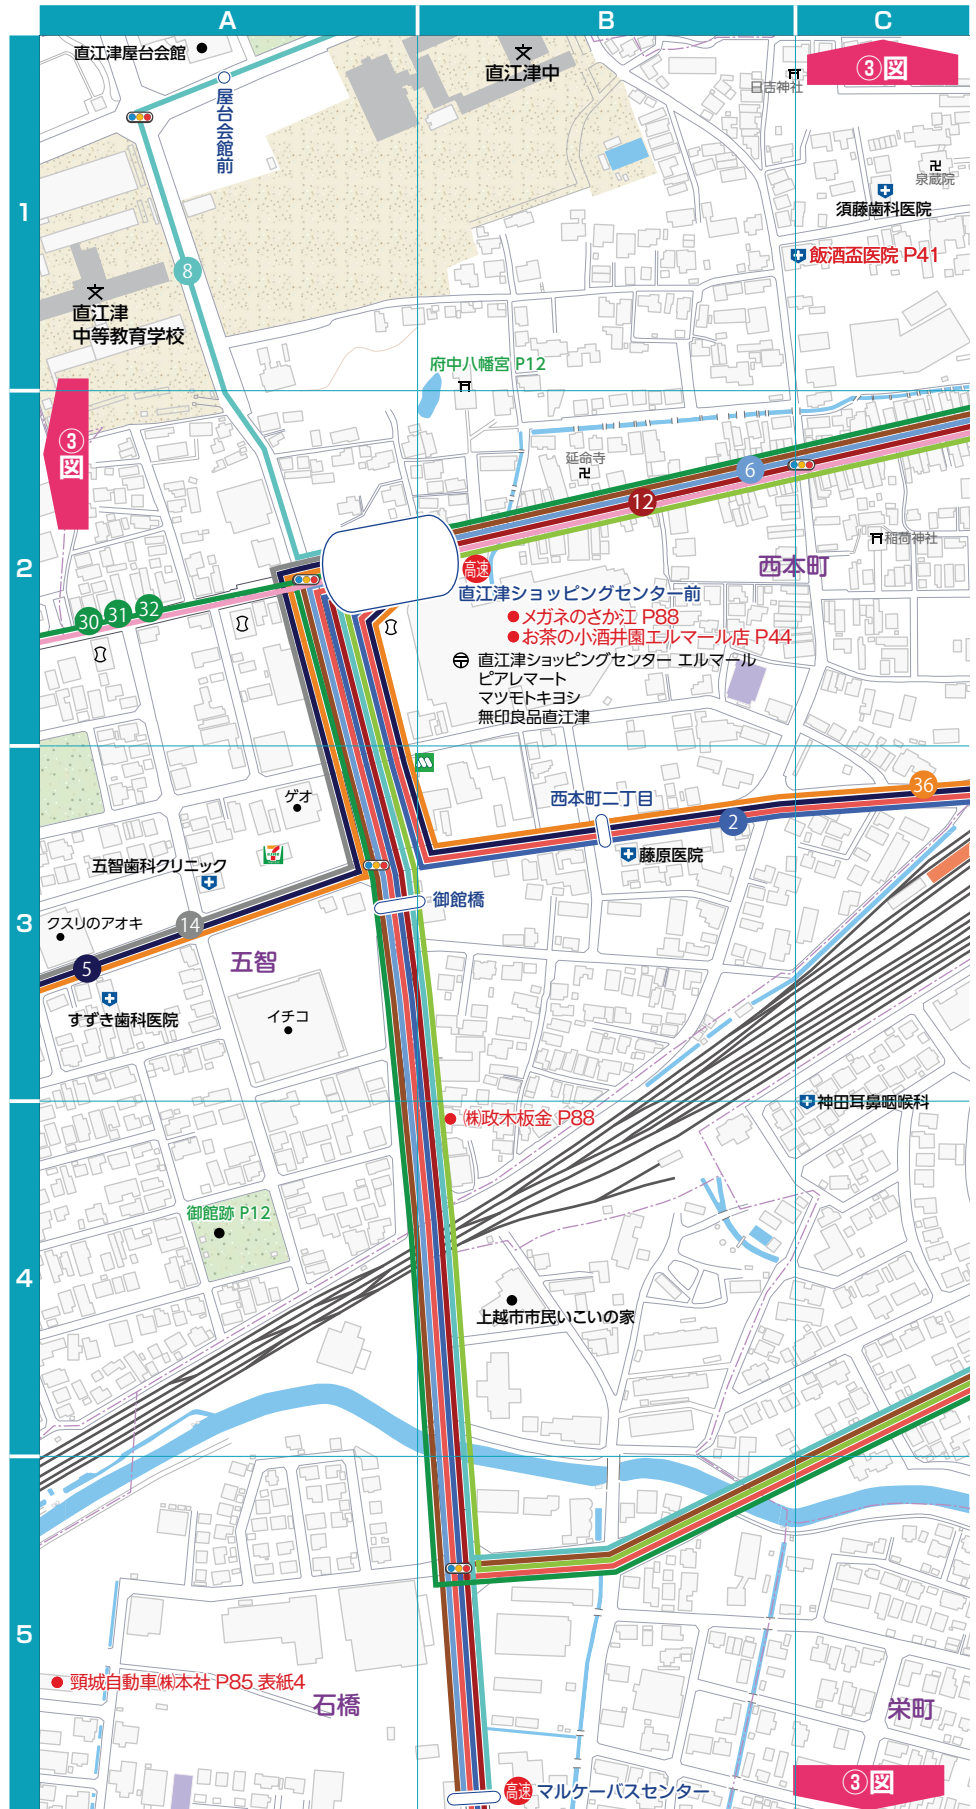 A
B
C
直江津屋台会館
直江津中
③図
日吉神社
屋台会館前
1
泉蔵院
須藤歯科医院
飯酒盃医院 P41
8
直江津
中等教育学校
府中八幡宮 P12
③
図
延命寺
6
12
稲荷神社
2
高速
西本町
直江津ショッピングセンター前
30
31
32
メガネのさか江 P88
お茶の小酒井園エルマール店 P44
直江津ショッピングセンター エルマール
ピアレマート
マツモトキヨシ
無印良品直江津
36
ゲオ
西本町二丁目
2
五智歯科クリニック
藤原医院
3
御館橋
クスリのアオキ
14
五智
5
すずき歯科医院
イチコ
神田耳鼻咽喉科
㈱政木板金 P88
御館跡 P12
4
上越市市民いこいの家
5
頸城自動車㈱本社 P85 表紙4
石橋
栄町
高速
マルケーバスセンター
③図